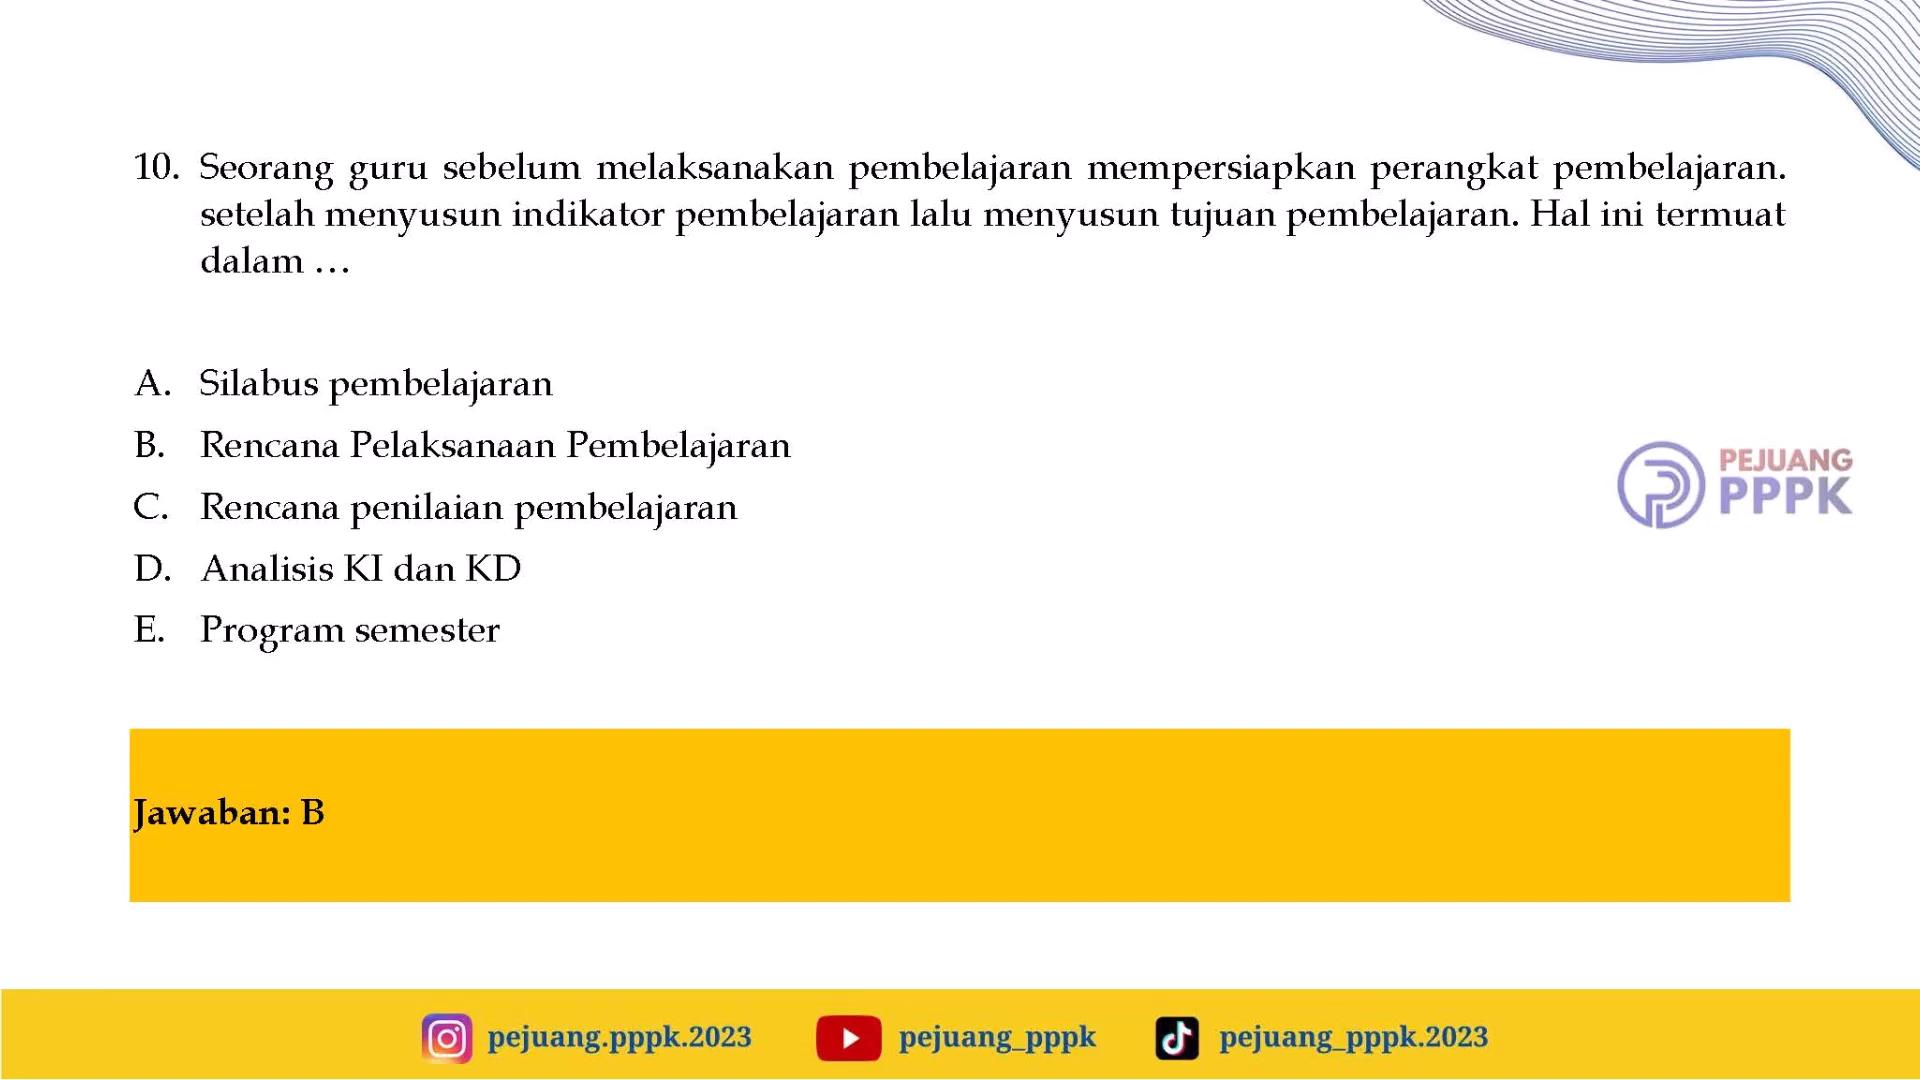 10. Seorang guru sebelum melaksanakan pembelajaran mempersiapkan perangkat pembelajaran.
setelah menyusun indikator pembelajaran lalu menyusun tujuan pembelajaran. Hal ini termuat
dalam …
A. Silabus pembelajaran
B. Rencana Pelaksanaan Pembelajaran
C. Rencana penilaian pembelajaran
D. Analisis KI dan KD
E. Program semester
PEJUANG
PPPK
Jawaban: B
pejuang.pppk.2023 pejuang_pppk pejuang_pppk.2023